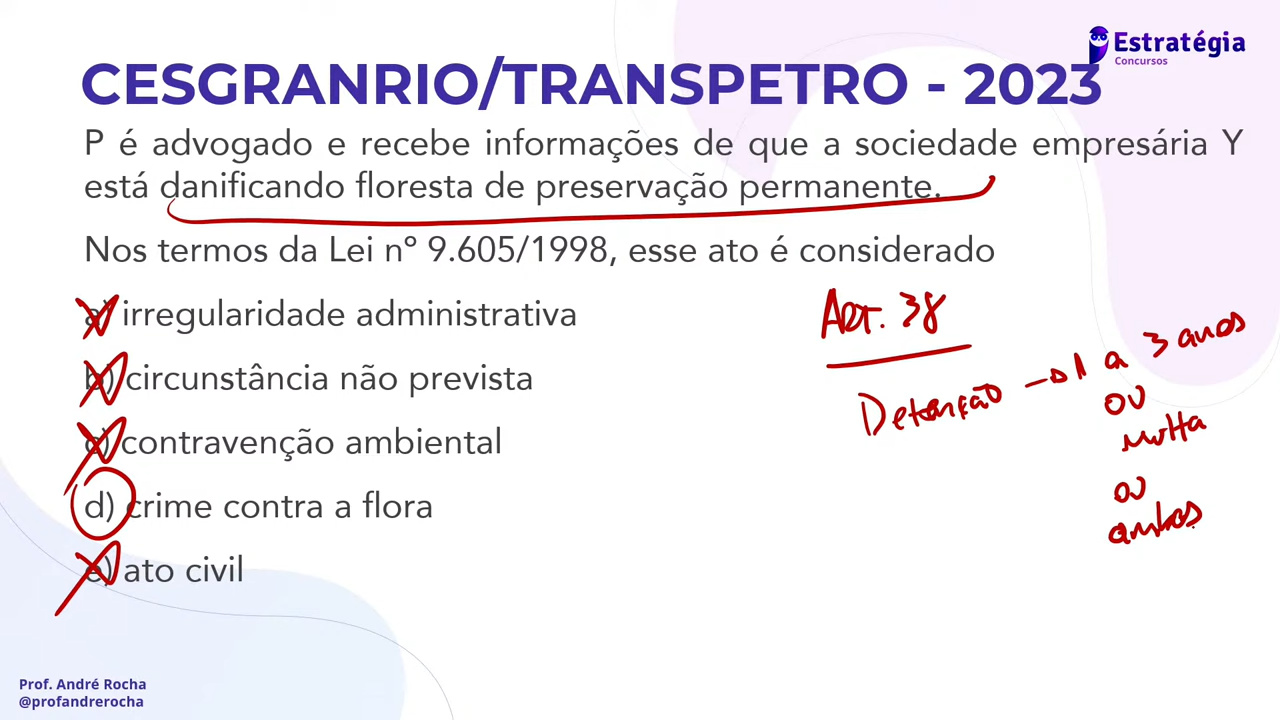 Estratégia
Concursos
CESGRANRIO/TRANSPETRO - 2023
P é advogado e recebe informações de que a sociedade empresária Y
está danificando floresta de preservação permanente.
Nos termos da Lei nº 9.605/1998, esse ato é considerado
a) irregularidade administrativa
b) circunstância não prevista
c) contravenção ambiental
d) crime contra a flora
e) ato civil
Art. 38
Detenção → 1 a 3 anos
ou
multa
ou
ambos
Prof. André Rocha
@profandrerocha